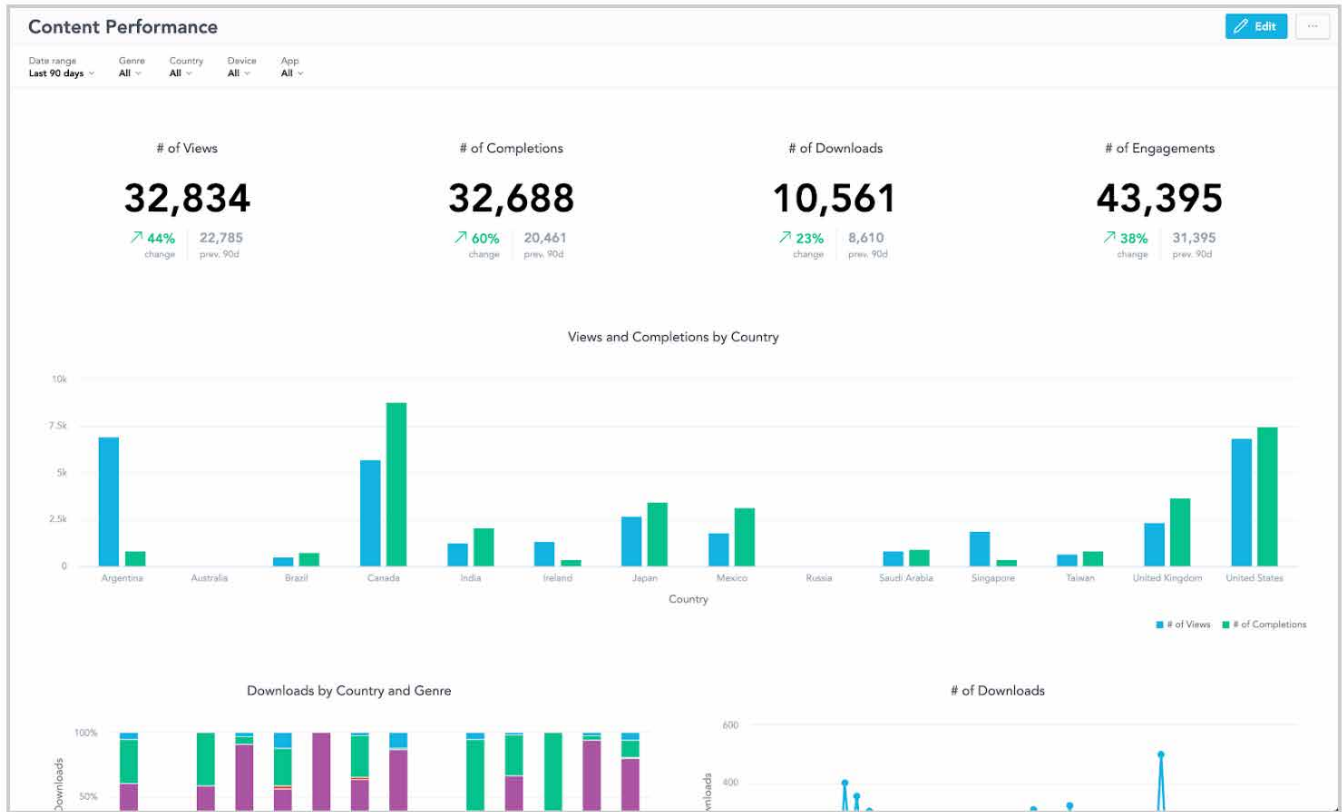 Content Performance
Edit
...
Date range Genre Country Device App
Last 90 days All All All All
# of Views # of Completions # of Downloads # of Engagements
32,834 32,688 10,561 43,395
44% 22,785 60% 20,461 23% 8,610 38% 31,395
change prev. 90d change prev. 90d change prev. 90d change prev. 90d
Views and Completions by Country
10k
7.5k
5k
2.5k
0
Argentina Australia Brazil Canada India Ireland Japan Mexico Russia Saudi Arabia Singapore Taiwan United Kingdom United States
Country
# of Views # of Completions
Downloads by Country and Genre # of Downloads
600
100%
400
50%
Downloads